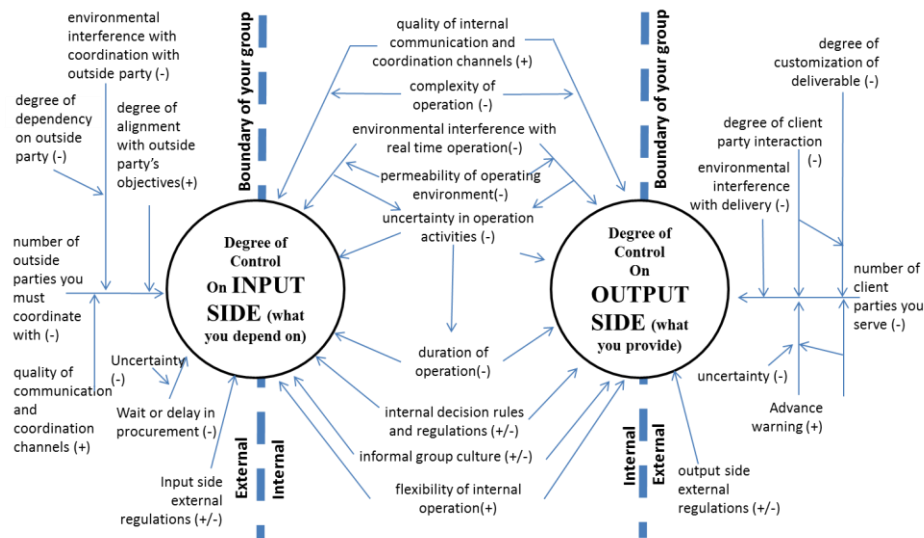 environmental
interference with
coordination with
outside party (-)
degree of
dependency
on outside
party (-)
degree of
alignment
with outside
party's
objectives(+)
number of
outside
parties you
must
coordinate
with (-)
quality of
communication
and
coordination
channels (+)
Uncertainty
(-)
Wait or delay in
procurement (-)
Input side
external
regulations (+/-)
Boundary of your group
External
Internal
Degree of
Control
On INPUT
SIDE (what
you depend on)
quality of internal
communication and
coordination channels (+)
complexity of
operation (-)
environmental interference with
real time operation(-)
permeability of operating
environment(-)
uncertainty in operation
activities (-)
duration of
operation(-)
internal decision rules
and regulations (+/-)
informal group culture (+/-)
flexibility of internal
operation(+)
Boundary of your group
Internal
External
Degree of
Control
On
OUTPUT
SIDE (what
you provide)
degree of
customization of
deliverable (-)
degree of client
party interaction
(-)
environmental
interference
with delivery (-)
number of
client
parties you
serve (-)
uncertainty (-)
Advance
warning (+)
output side
external
regulations (+/-)